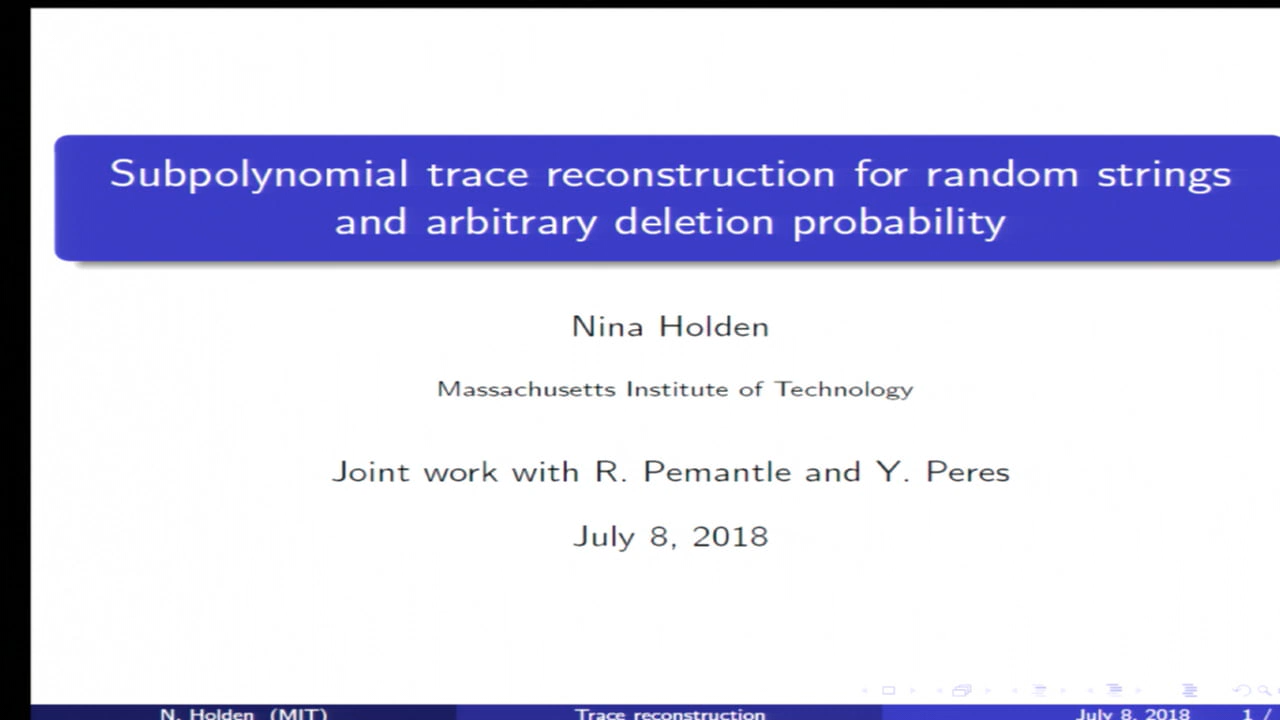 Subpolynomial trace reconstruction for random strings
and arbitrary deletion probability
Nina Holden
Massachusetts Institute of Technology
Joint work with R. Pemantle and Y. Peres
July 8, 2018
N. Holden (MIT) Trace reconstruction July 8, 2018 1 /